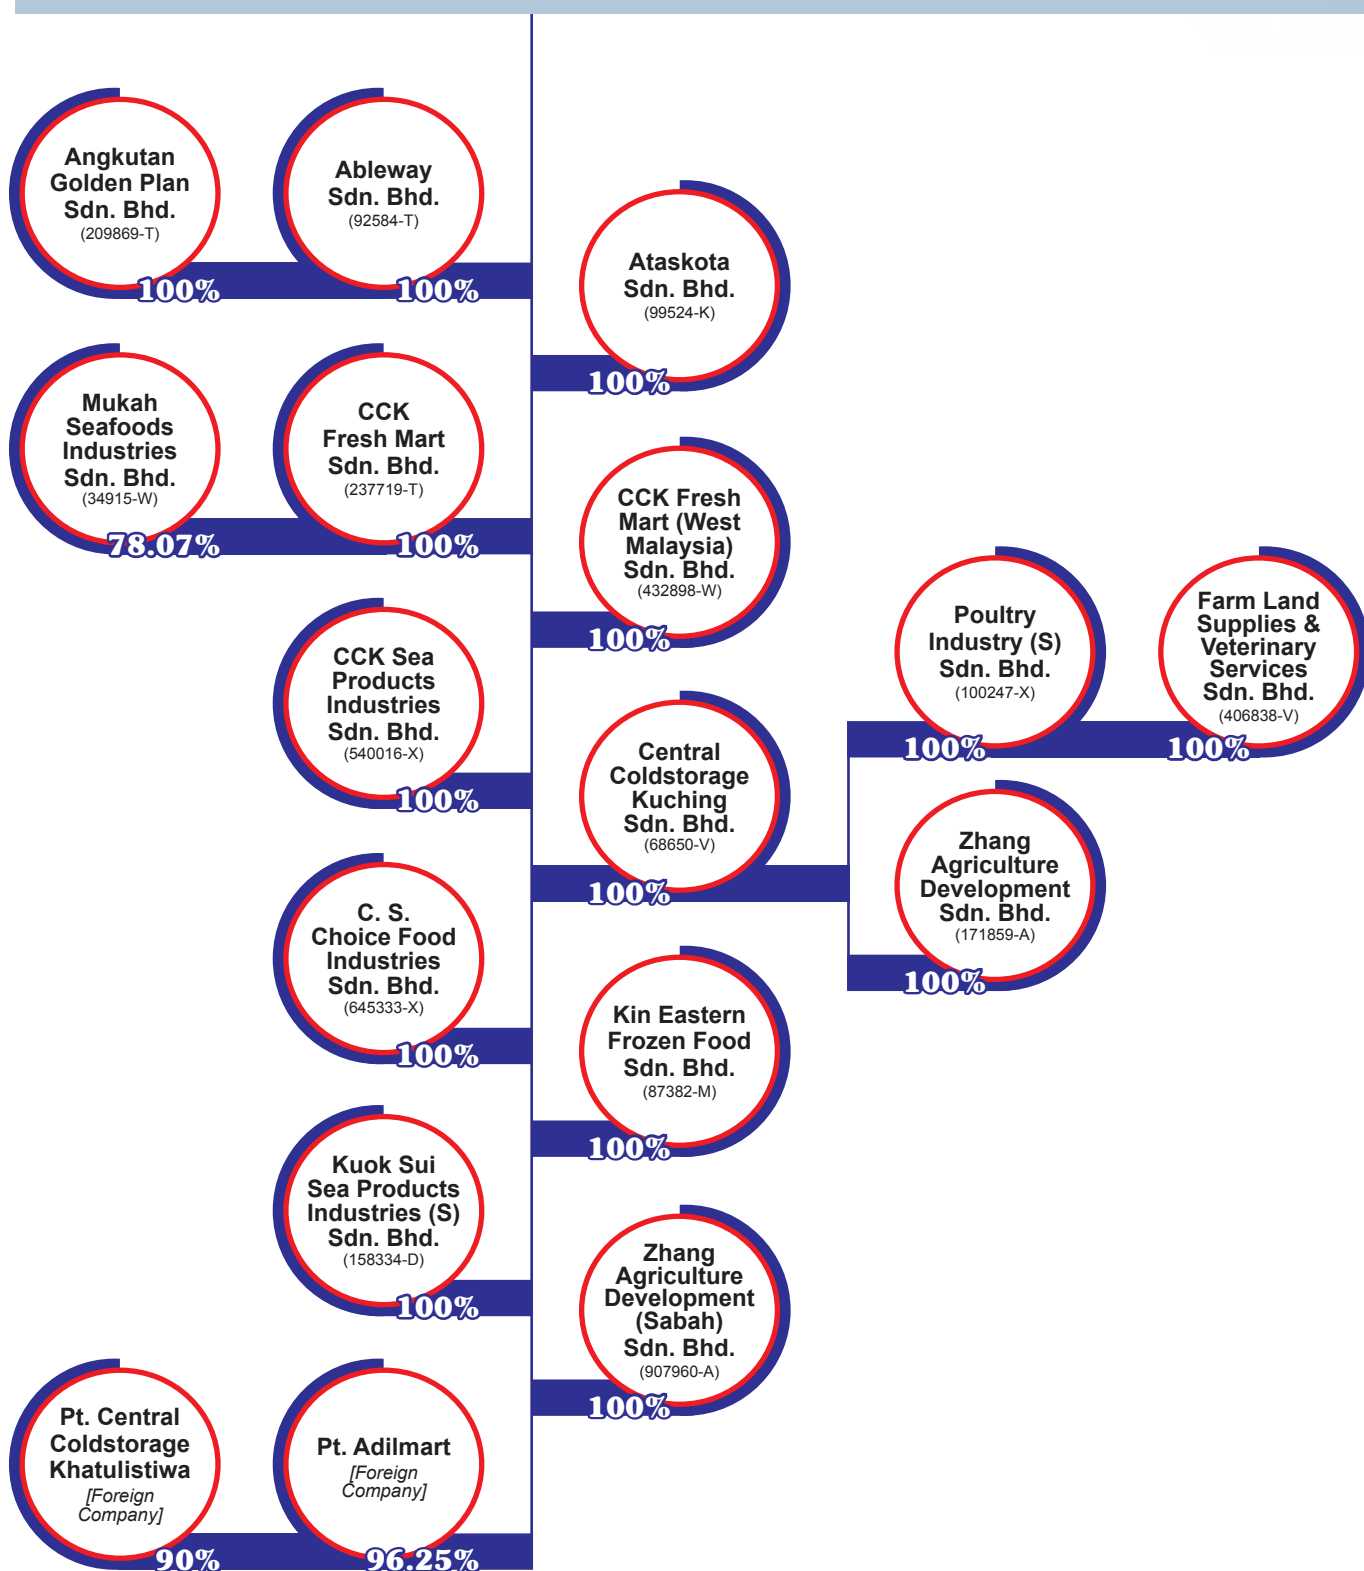 Angkutan
Golden Plan
Sdn. Bhd.
(209869-T)
100%
Ableway
Sdn. Bhd.
(92584-T)
100%
Ataskota
Sdn. Bhd.
(99524-K)
100%
Mukah
Seafoods
Industries
Sdn. Bhd.
(34915-W)
78.07%
CCK
Fresh Mart
Sdn. Bhd.
(237719-T)
100%
CCK Fresh
Mart (West
Malaysia)
Sdn. Bhd.
(432898-W)
100%
CCK Sea
Products
Industries
Sdn. Bhd.
(540016-X)
100%
Central
Coldstorage
Kuching
Sdn. Bhd.
(68650-V)
100%
Poultry
Industry (S)
Sdn. Bhd.
(100247-X)
100%
Farm Land
Supplies &
Veterinary
Services
Sdn. Bhd.
(406838-V)
100%
Zhang
Agriculture
Development
Sdn. Bhd.
(171859-A)
100%
C. S.
Choice Food
Industries
Sdn. Bhd.
(645333-X)
100%
Kin Eastern
Frozen Food
Sdn. Bhd.
(87382-M)
100%
Kuok Sui
Sea Products
Industries (S)
Sdn. Bhd.
(158334-D)
100%
Zhang
Agriculture
Development
(Sabah)
Sdn. Bhd.
(907960-A)
100%
Pt. Central
Coldstorage
Khatulistiwa
[Foreign
Company]
90%
Pt. Adilmart
[Foreign
Company]
96.25%